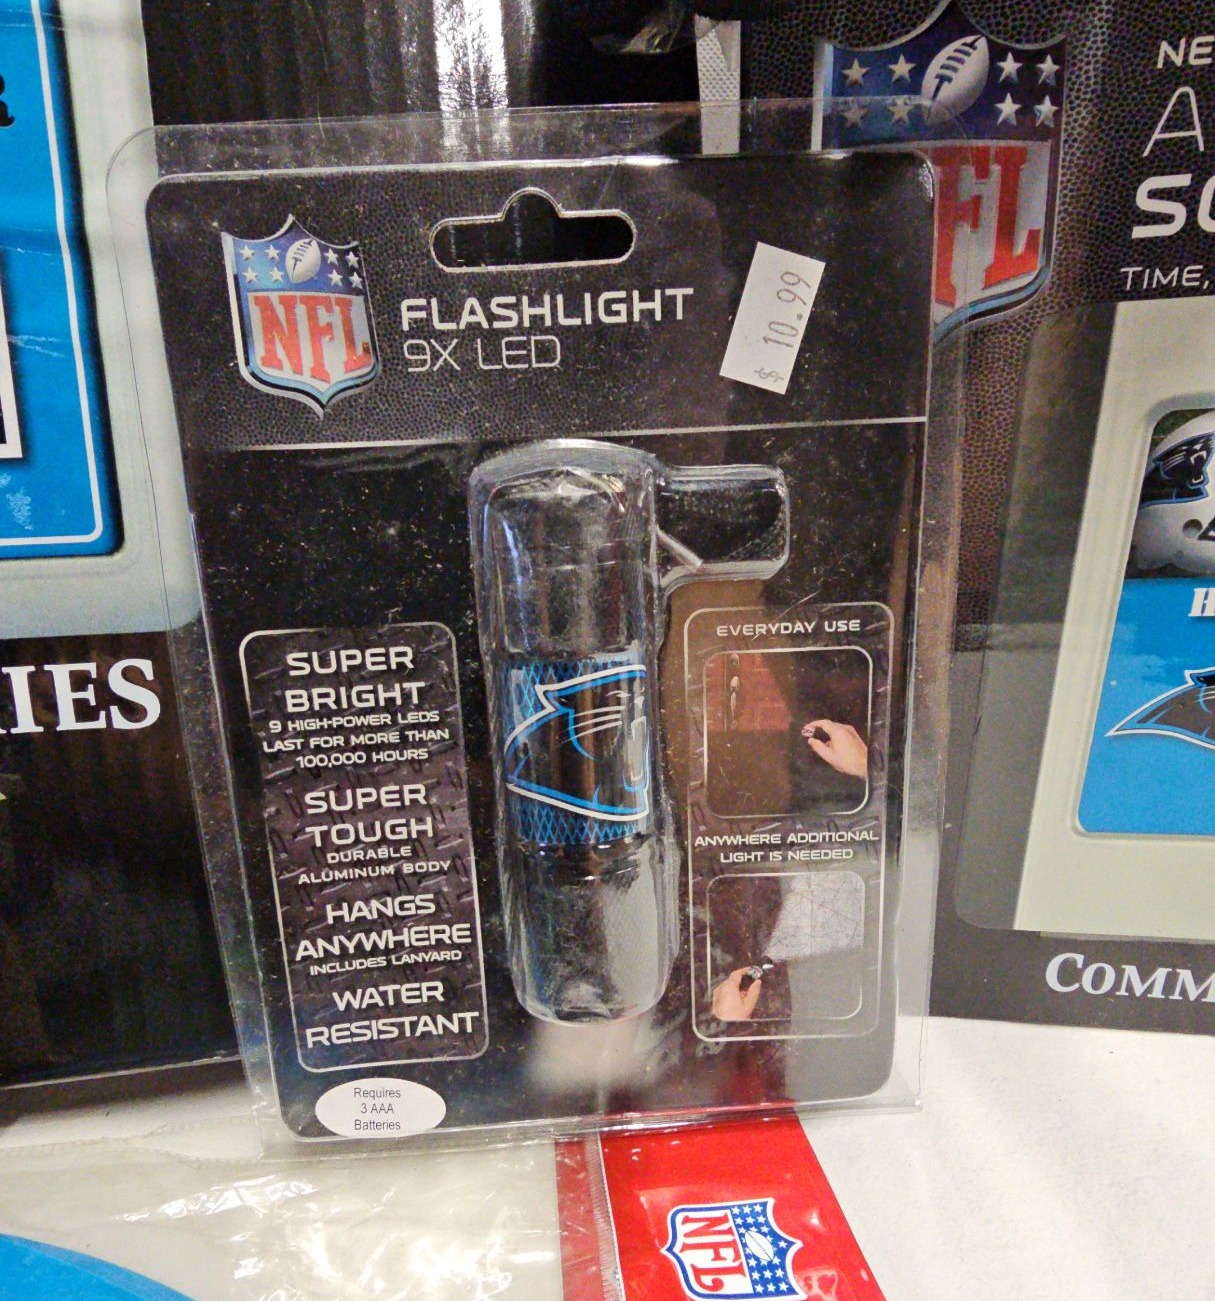 NFL
FLASHLIGHT
9X LED
$ 10.99
SUPER
BRIGHT
9 HIGH-POWER LEDS
LAST FOR MORE THAN
100,000 HOURS
SUPER
TOUGH
DURABLE
ALUMINUM BODY
HANGS
ANYWHERE
INCLUDES LANYARD
WATER
RESISTANT
Requires
3 AAA
Batteries
EVERYDAY USE
ANYWHERE ADDITIONAL
LIGHT IS NEEDED
IES
FL
NE
A
SO
TIME,
H
COMM
NFL